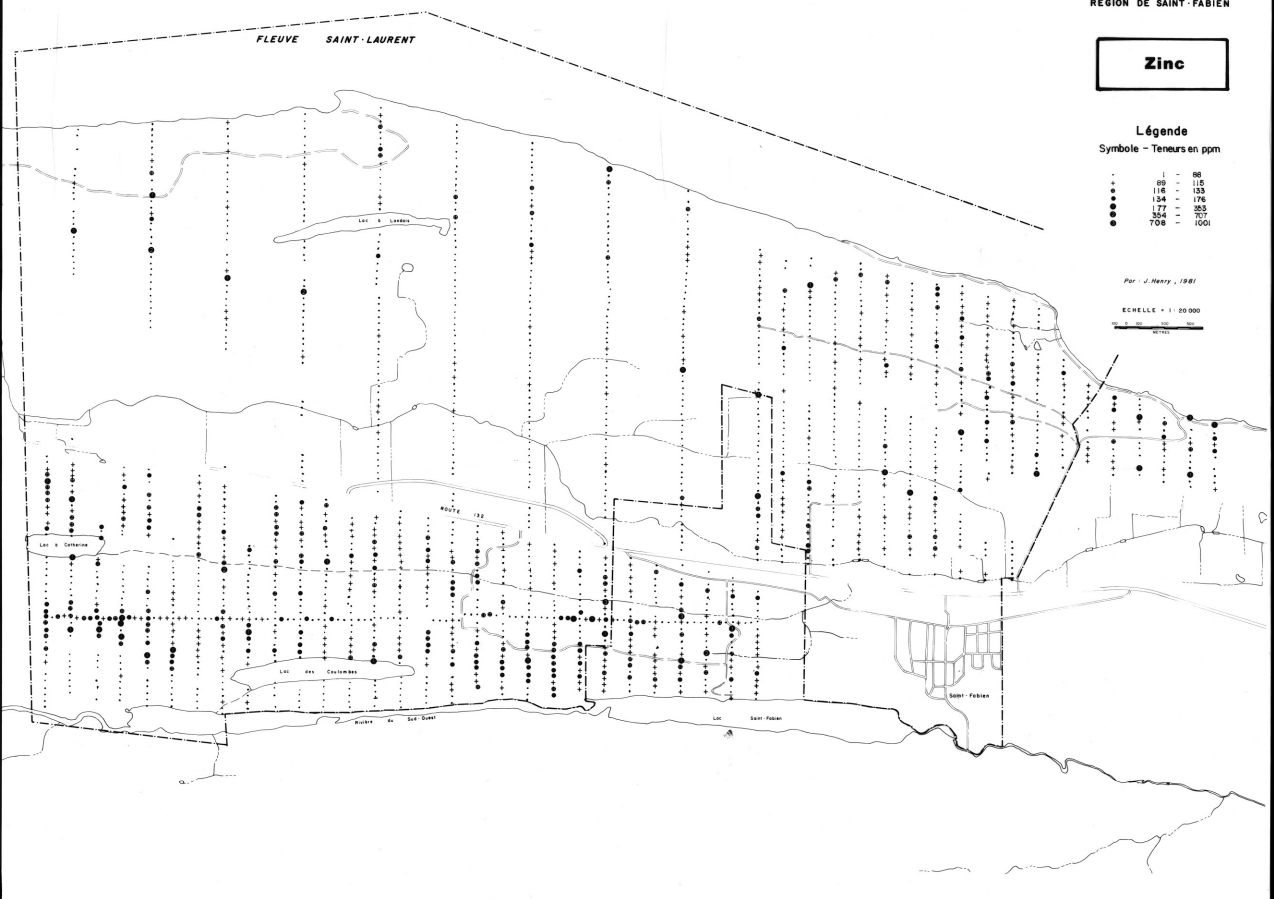 RÉGION DE SAINT-FABIEN
Zinc
FLEUVE SAINT-LAURENT
Légende
Symbole - Teneurs en ppm
1 - 88
89 - 115
116 - 133
134 - 176
177 - 353
354 - 707
708 - 1001
Par : J. Henry, 1981
ECHELLE = 1 : 20 000
METRES
Lac à Landais
ROUTE 132
Lac à Catherine
Lac des Coulombes
Saint-Fabien
Rivière du Sud-Ouest
Lac Saint-Fabien